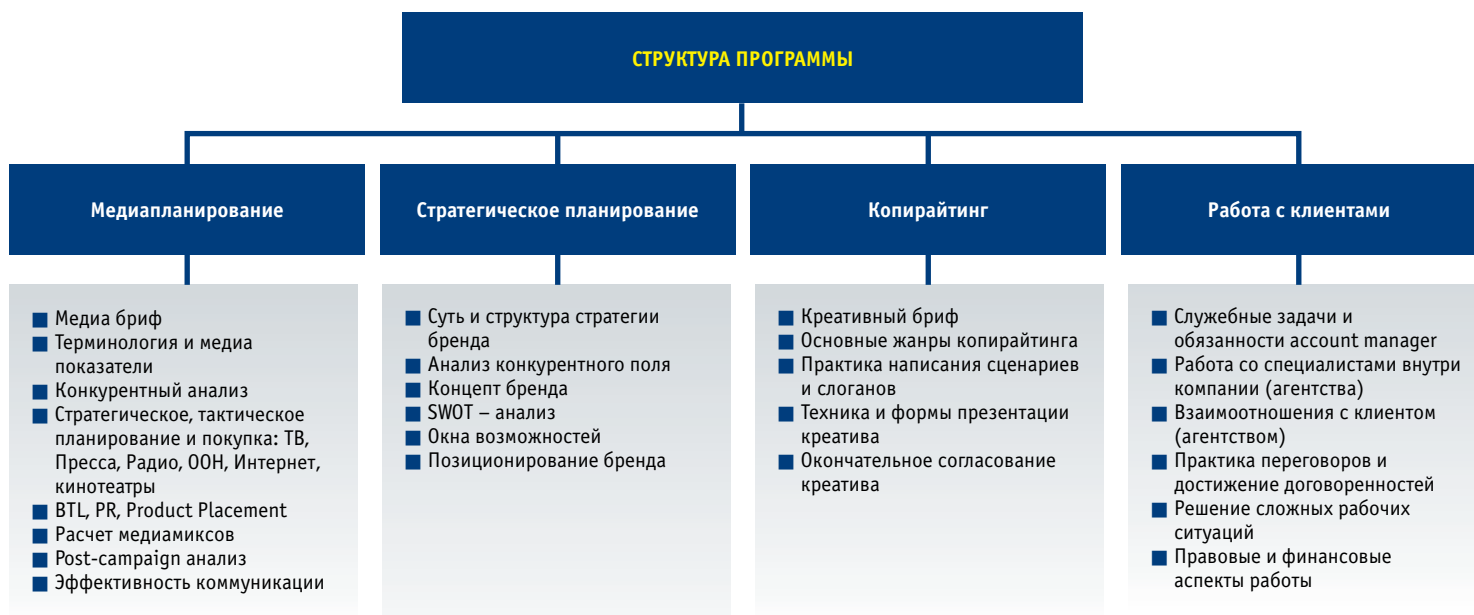 СТРУКТУРА ПРОГРАММЫ
Медиапланирование
Стратегическое планирование
Копирайтинг
Работа с клиентами
Медиа бриф
Терминология и медиа
показатели
Конкурентный анализ
Стратегическое, тактическое
планирование и покупка: ТВ,
Пресса, Радио, ООН, Интернет,
кинотеатры
BTL, PR, Product Placement
Расчет медиамиксов
Post-campaign анализ
Эффективность коммуникации
Суть и структура стратегии
бренда
Анализ конкурентного поля
Концепт бренда
SWOT – анализ
Окна возможностей
Позиционирование бренда
Креативный бриф
Основные жанры копирайтинга
Практика написания сценариев
и слоганов
Техника и формы презентации
креатива
Окончательное согласование
креатива
Служебные задачи и
обязанности account manager
Работа со специалистами внутри
компании (агентства)
Взаимоотношения с клиентом
(агентством)
Практика переговоров и
достижение договоренностей
Решение сложных рабочих
ситуаций
Правовые и финансовые
аспекты работы